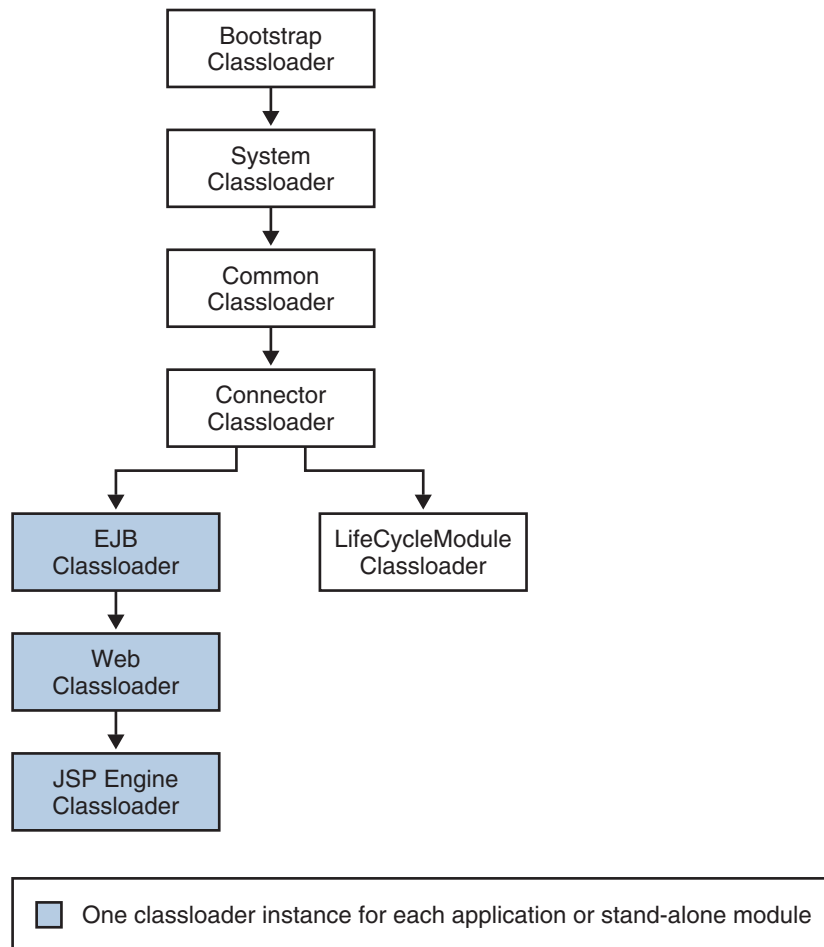 Bootstrap
Classloader
System
Classloader
Common
Classloader
Connector
Classloader
EJB
Classloader
LifeCycleModule
Classloader
Web
Classloader
JSP Engine
Classloader
One classloader instance for each application or stand-alone module